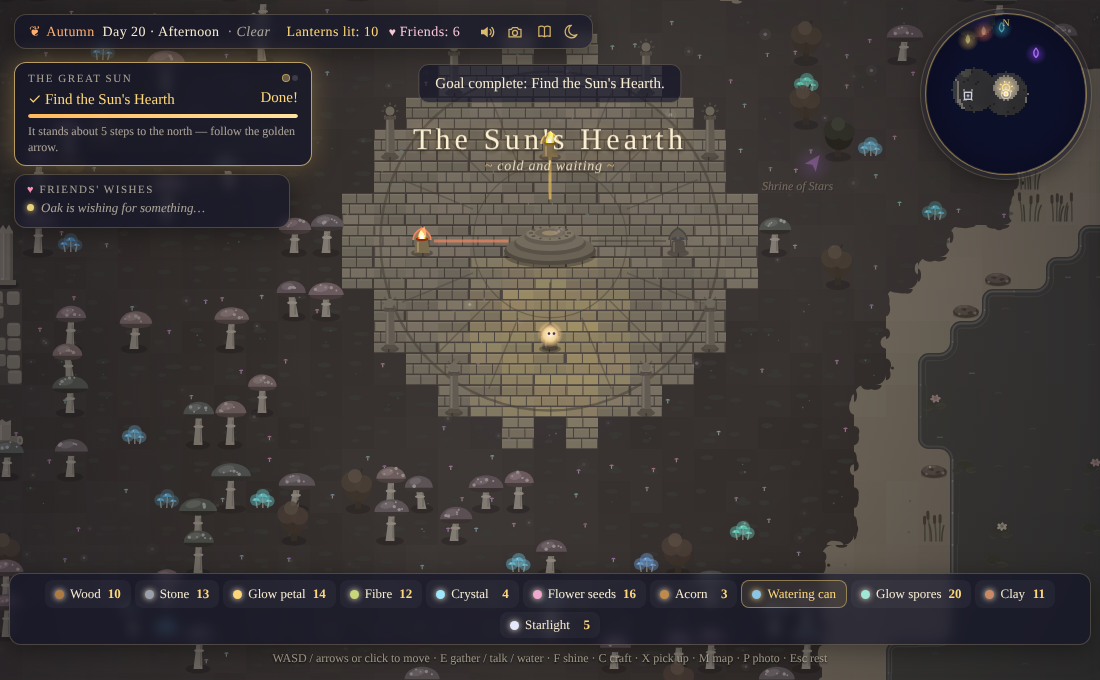 Autumn Day 20 · Afternoon · Clear Lanterns lit: 10 ♥ Friends: 6
N
THE GREAT SUN
✓ Find the Sun's Hearth Done!
It stands about 5 steps to the north — follow the golden
arrow.
♥ FRIENDS' WISHES
Oak is wishing for something…
Goal complete: Find the Sun's Hearth.
The Sun's Hearth
~ cold and waiting ~
Shrine of Stars
Wood 10 Stone 13 Glow petal 14 Fibre 12 Crystal 4 Flower seeds 16 Acorn 3 Watering can Glow spores 20 Clay 11
Starlight 5
WASD / arrows or click to move · E gather / talk / water · F shine · C craft · X pick up · M map · P photo · Esc rest